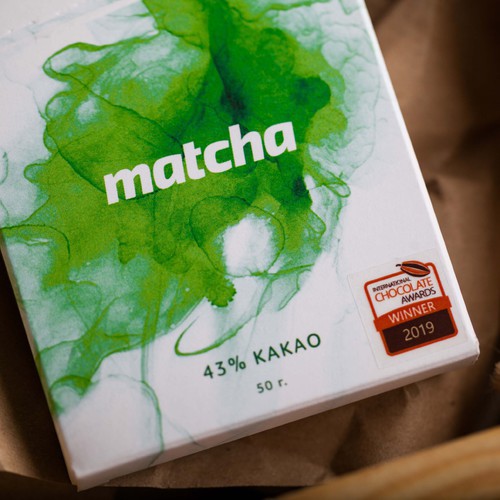 matcha
43% KAKAO
50 г.
INTERNATIONAL
CHOCOLATE
AWARDS
WINNER
2019